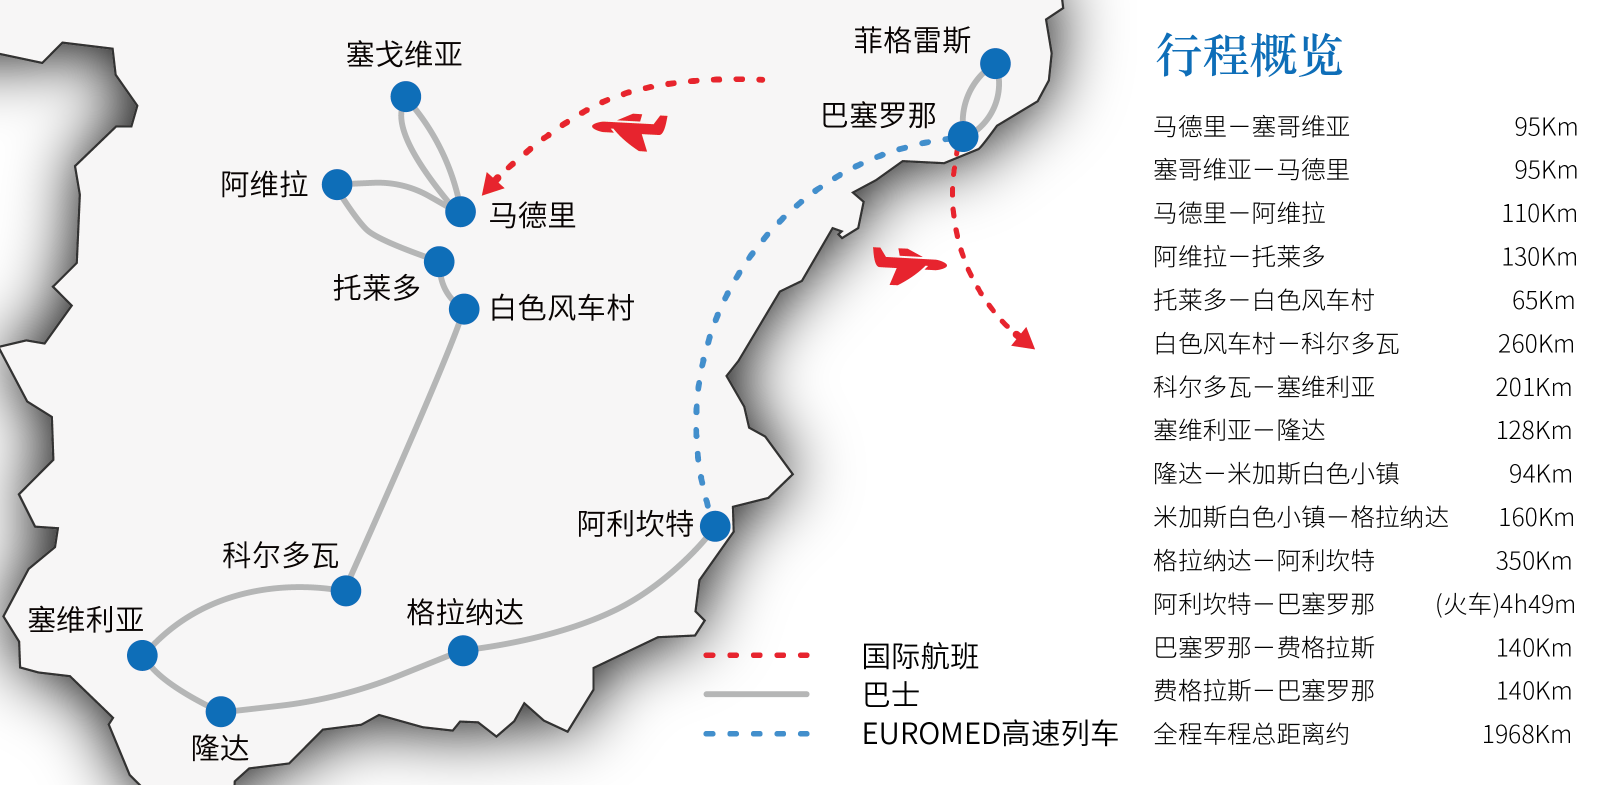 塞戈维亚
菲格雷斯
巴塞罗那
阿维拉
马德里
托莱多
白色风车村
阿利坎特
科尔多瓦
塞维利亚
格拉纳达
隆达
国际航班
巴士
EUROMED高速列车
行程概览
马德里－塞哥维亚 95Km
塞哥维亚－马德里 95Km
马德里－阿维拉 110Km
阿维拉－托莱多 130Km
托莱多－白色风车村 65Km
白色风车村－科尔多瓦 260Km
科尔多瓦－塞维利亚 201Km
塞维利亚－隆达 128Km
隆达－米加斯白色小镇 94Km
米加斯白色小镇－格拉纳达 160Km
格拉纳达－阿利坎特 350Km
阿利坎特－巴塞罗那 (火车)4h49m
巴塞罗那－费格拉斯 140Km
费格拉斯－巴塞罗那 140Km
全程车程总距离约 1968Km